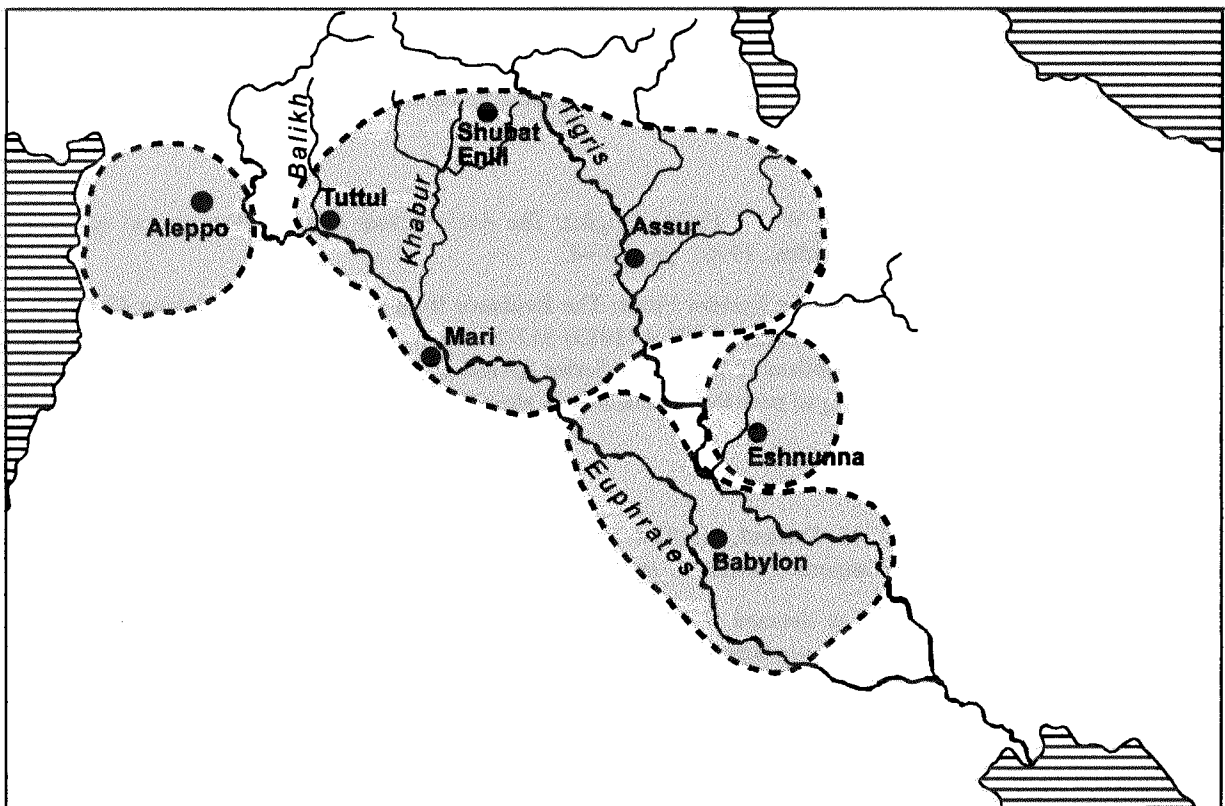 Balikh
Tigris
Shubat
Enlil
Tuttul
Khabur
Aleppo
Assur
Mari
Eshnunna
Euphrates
Babylon